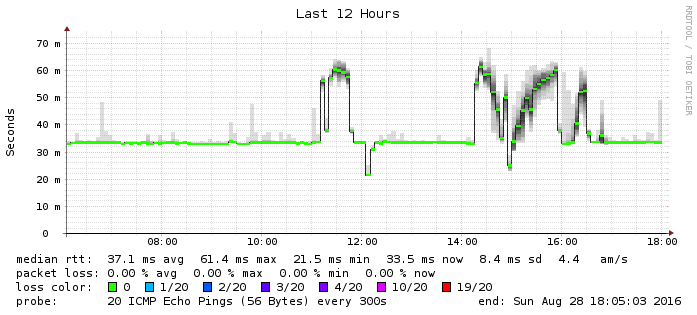 Last 12 Hours
RRDTOOL / TOBI OETIKER
Seconds
70 m
60 m
50 m
40 m
30 m
20 m
10 m
0
08:00 10:00 12:00 14:00 16:00 18:00
median rtt: 37.1 ms avg 61.4 ms max 21.5 ms min 33.5 ms now 8.4 ms sd 4.4 am/s
packet loss: 0.00 % avg 0.00 % max 0.00 % min 0.00 % now
loss color: 0 1/20 2/20 3/20 4/20 10/20 19/20
probe: 20 ICMP Echo Pings (56 Bytes) every 300s end: Sun Aug 28 18:05:03 2016